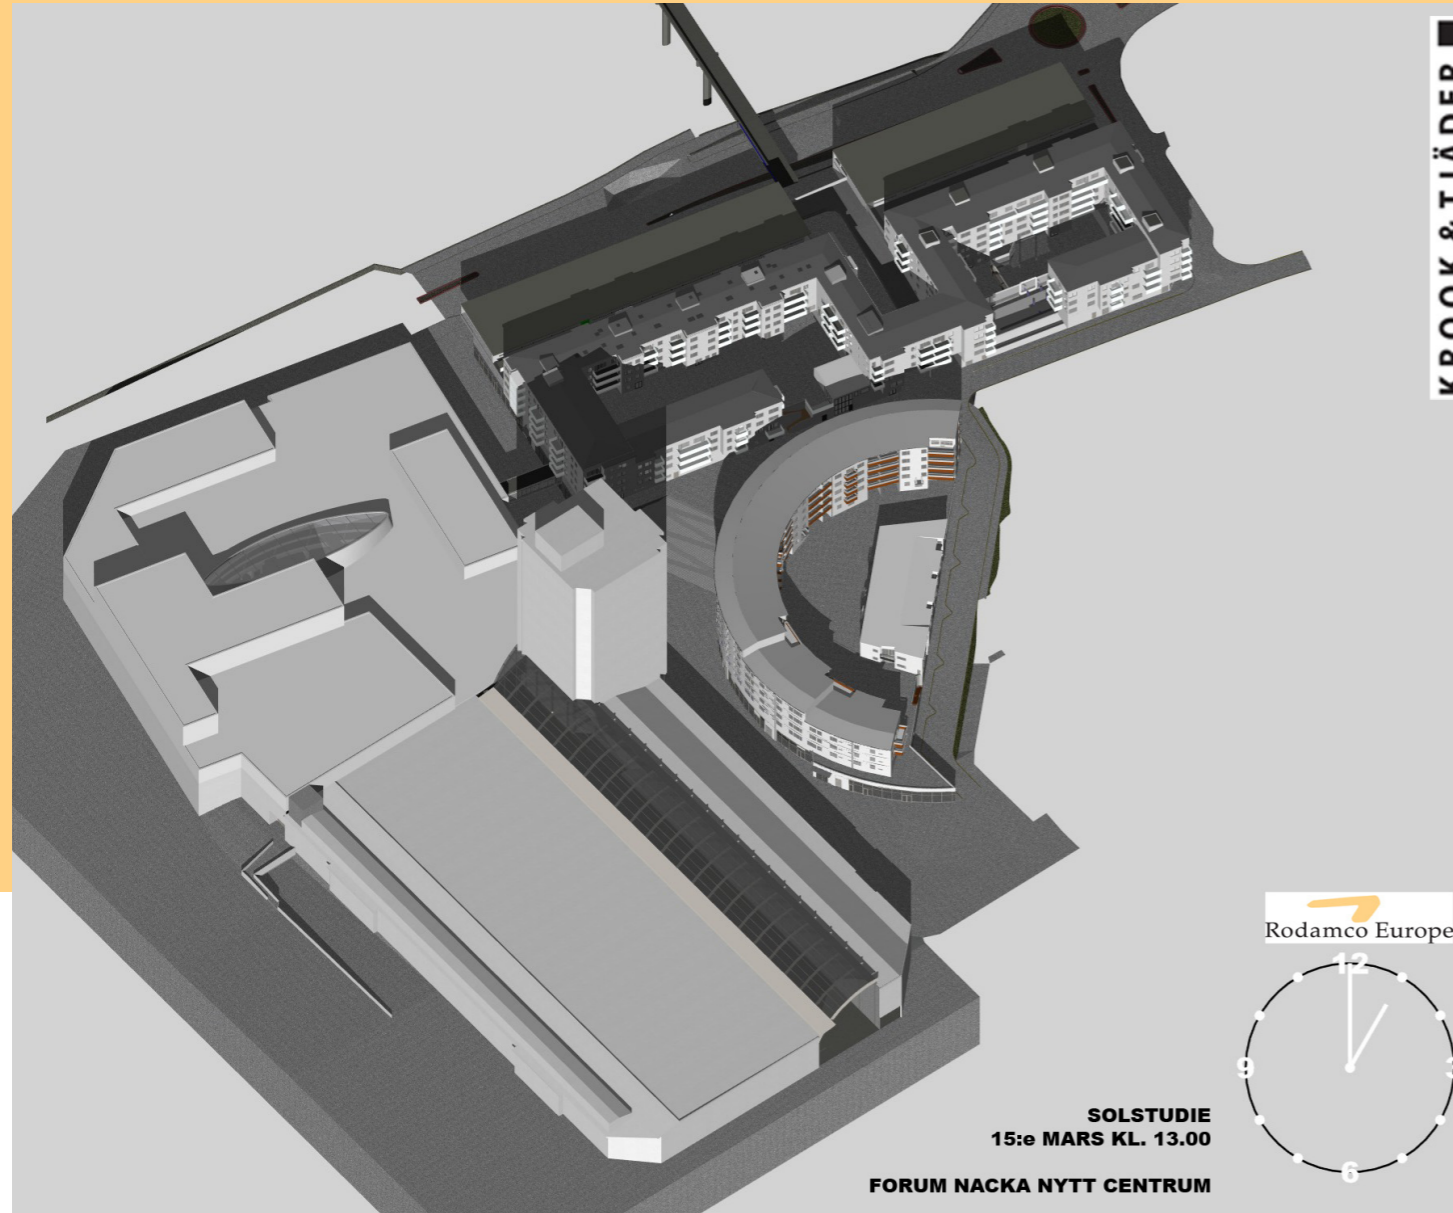 KROOK & TJÄDER
Rodamco Europe
12
9
3
6
SOLSTUDIE
15:e MARS KL. 13.00
FORUM NACKA NYTT CENTRUM